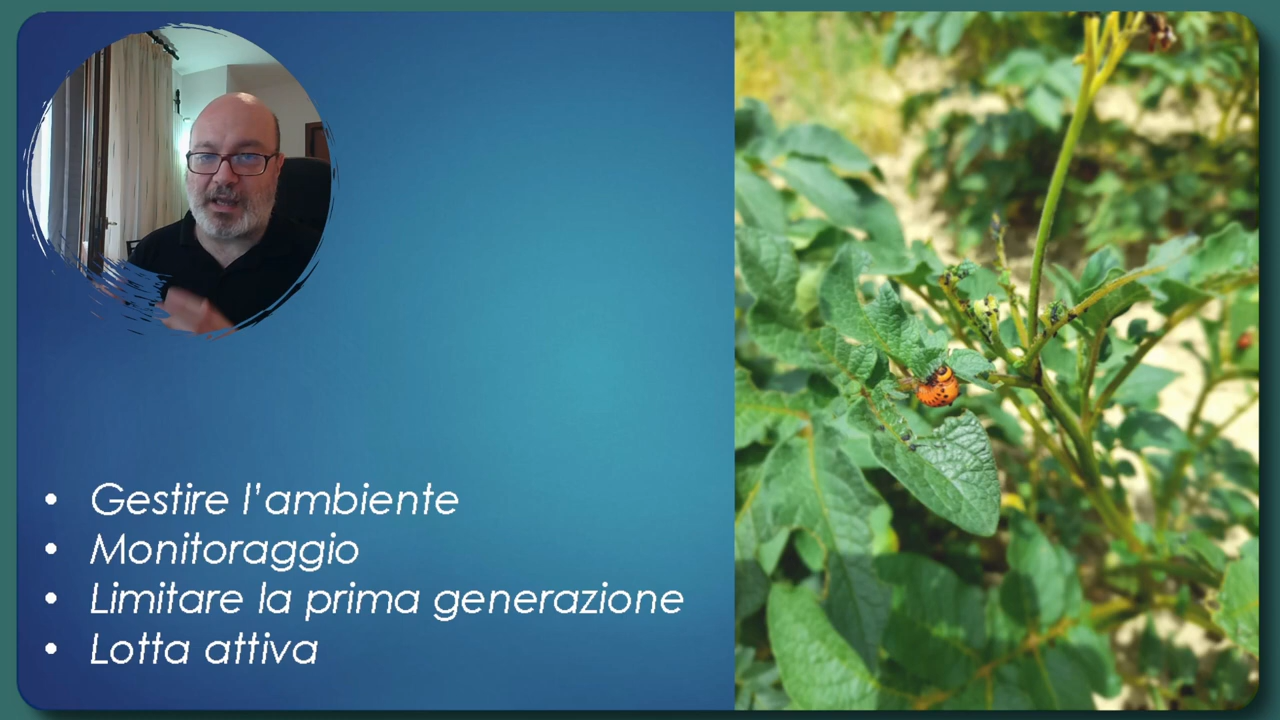 • Gestire l'ambiente
• Monitoraggio
• Limitare la prima generazione
• Lotta attiva